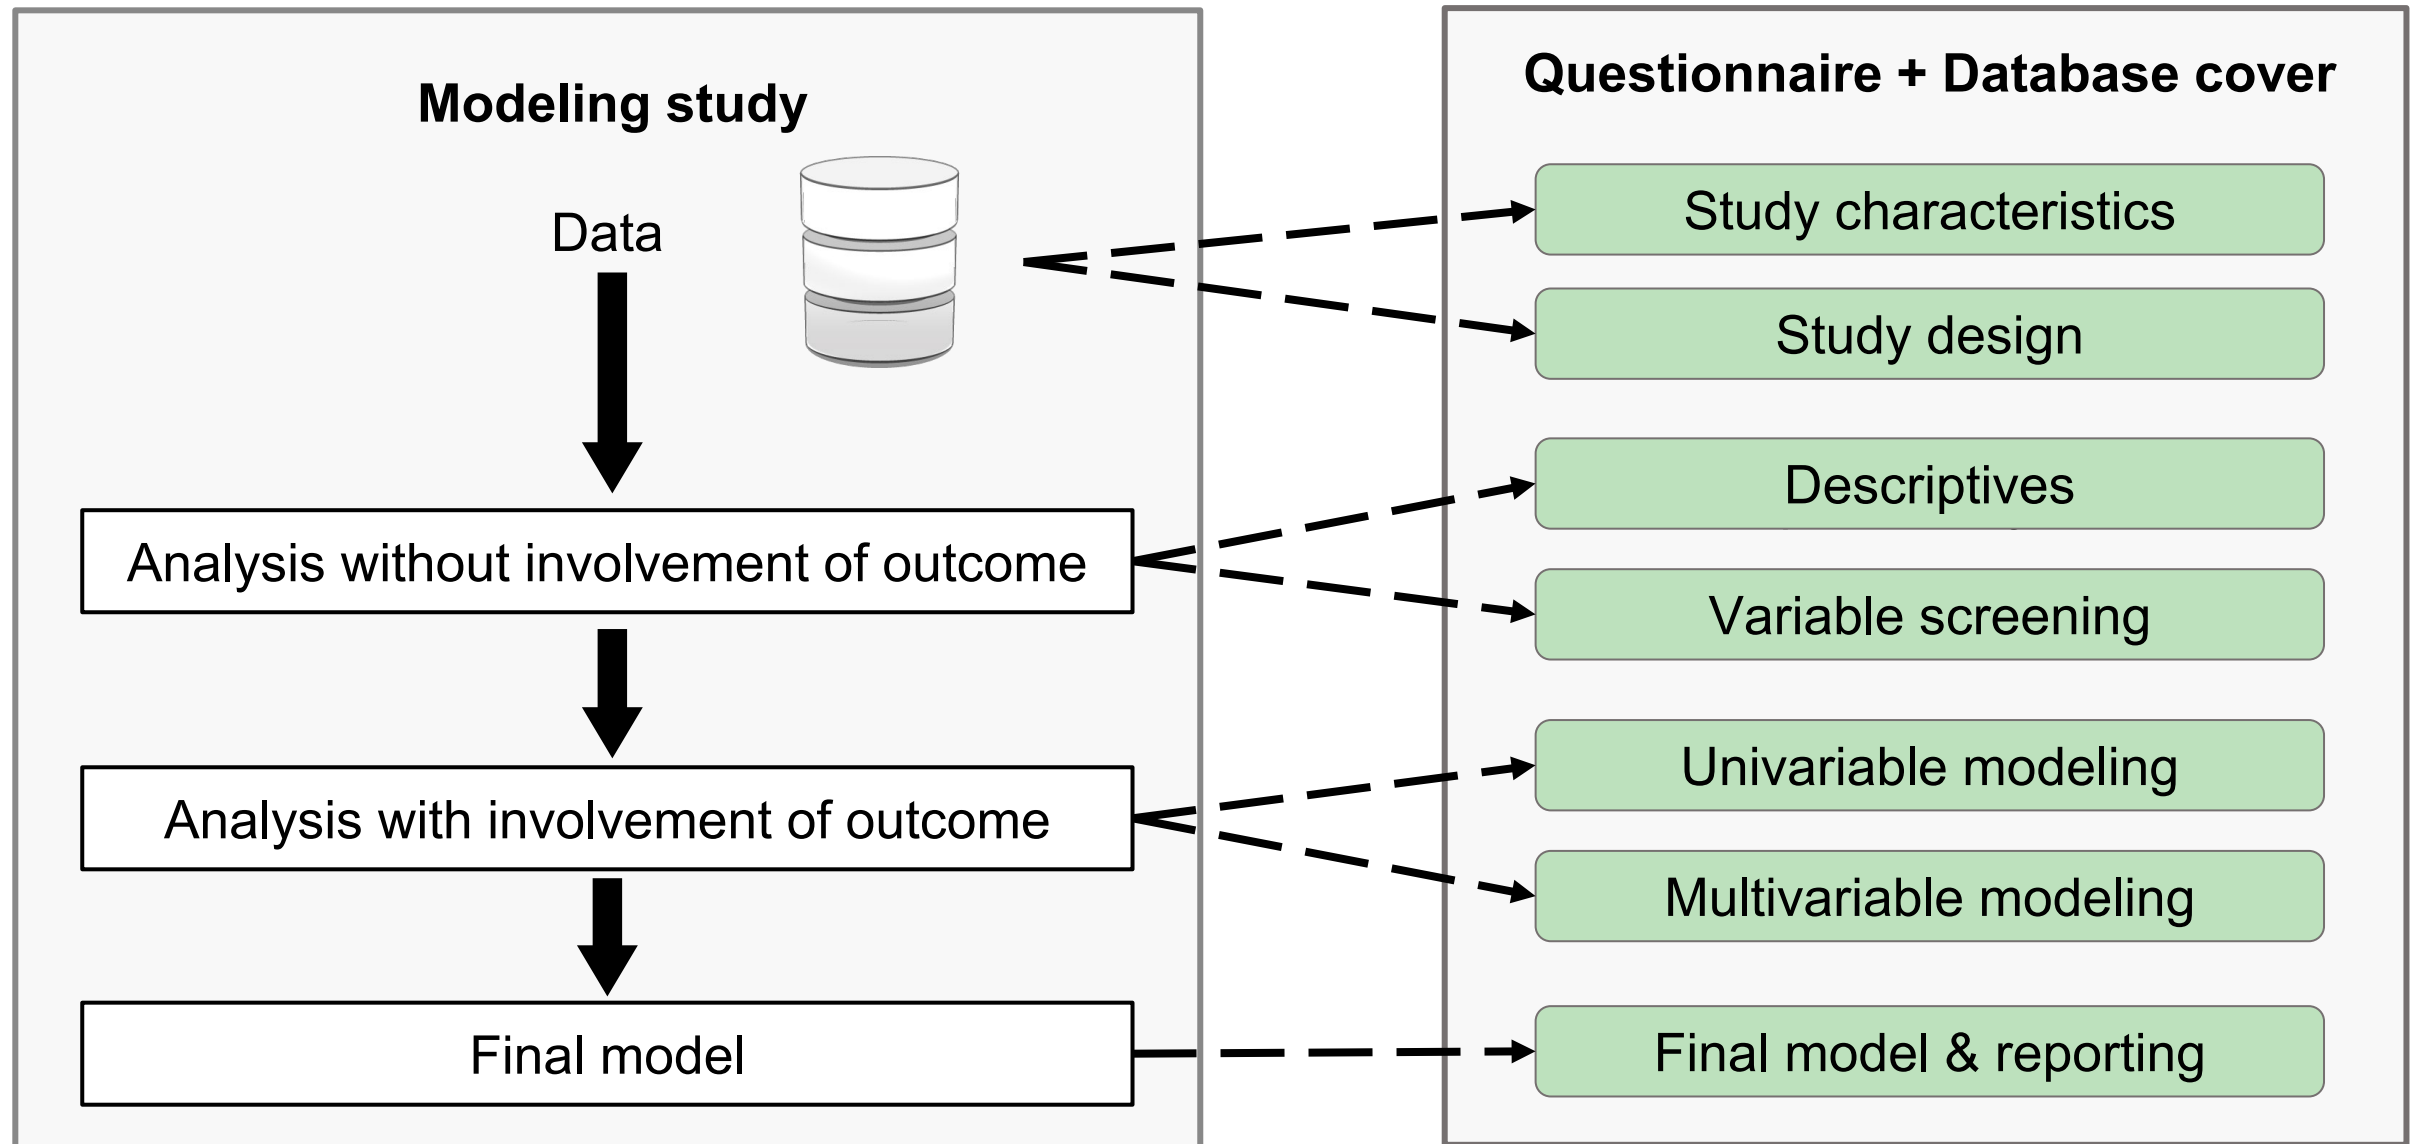 Modeling study
Data
Analysis without involvement of outcome
Analysis with involvement of outcome
Final model
Questionnaire + Database cover
Study characteristics
Study design
Descriptives
Variable screening
Univariable modeling
Multivariable modeling
Final model & reporting